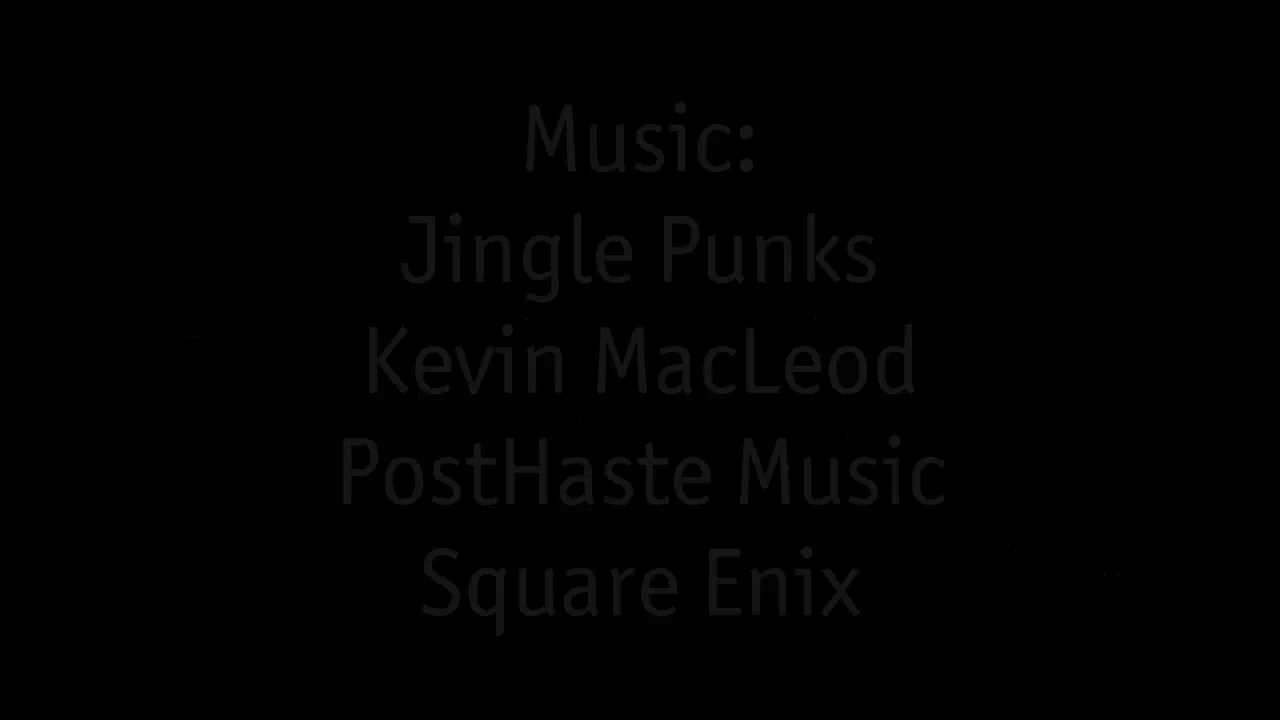 Music:
Jingle Punks
Kevin MacLeod
PostHaste Music
Square Enix